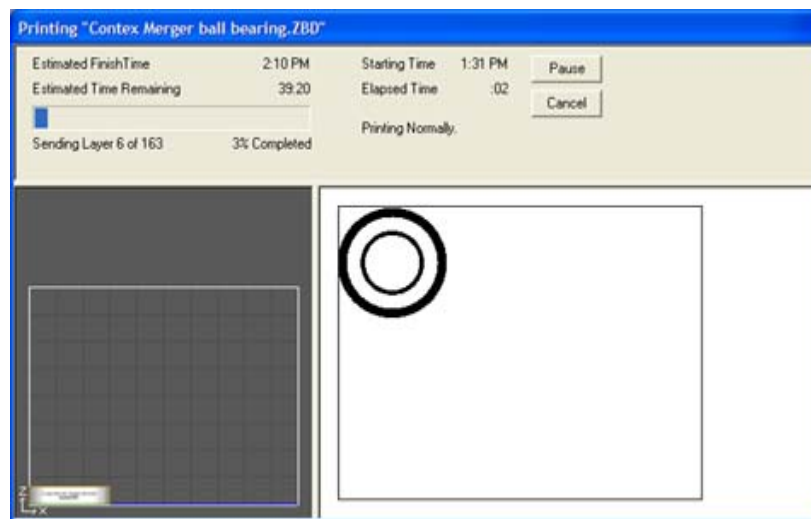 Printing "Contex Merger ball bearing.ZBD"
Estimated FinishTime 2:10 PM
Starting Time 1:31 PM
Pause
Estimated Time Remaining 39:20
Elapsed Time :02
Cancel
Printing Normally.
Sending Layer 6 of 163 3% Completed
Z
X